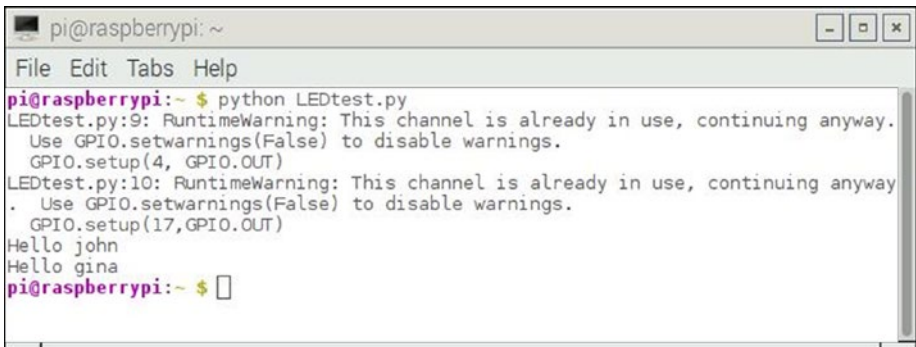 pi@raspberrypi: ~
File Edit Tabs Help
pi@raspberrypi:~ $ python LEDtest.py
LEDtest.py:9: RuntimeWarning: This channel is already in use, continuing anyway.
  Use GPIO.setwarnings(False) to disable warnings.
  GPIO.setup(4, GPIO.OUT)
LEDtest.py:10: RuntimeWarning: This channel is already in use, continuing anyway
.  Use GPIO.setwarnings(False) to disable warnings.
  GPIO.setup(17,GPIO.OUT)
Hello john
Hello gina
pi@raspberrypi:~ $